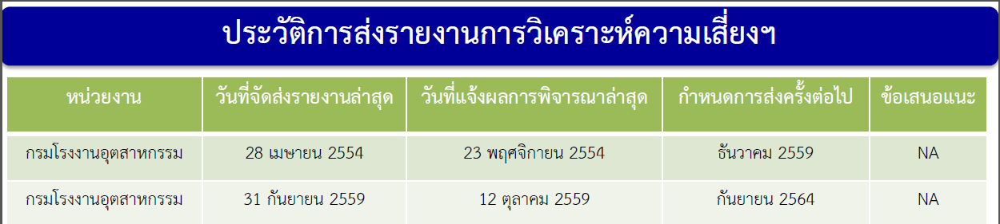 ประวัติการส่งรายงานการวิเคราะห์ความเสี่ยงฯ
หน่วยงาน วันที่จัดส่งรายงานล่าสุด วันที่แจ้งผลการพิจารณาล่าสุด กำหนดการส่งครั้งต่อไป ข้อเสนอแนะ
กรมโรงงานอุตสาหกรรม 28 เมษายน 2554 23 พฤศจิกายน 2554 ธันวาคม 2559 NA
กรมโรงงานอุตสาหกรรม 31 กันยายน 2559 12 ตุลาคม 2559 กันยายน 2564 NA